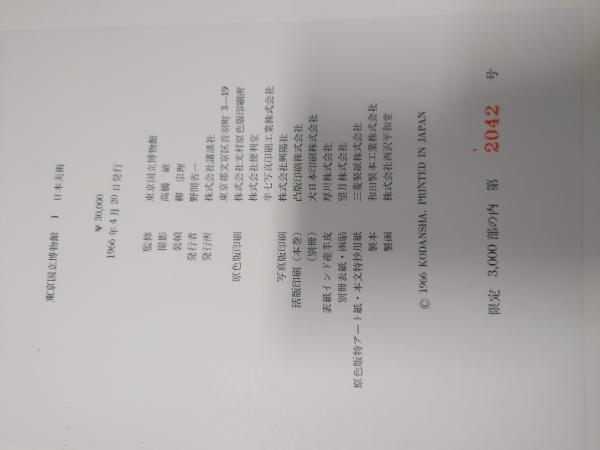 東京国立博物館 1 日本美術
¥ 30,000
1966年4月20日発行
監修 東京国立博物館
撮影 高橋 敏
装幀 柳 宗理
発行者 野間省一
発行所 株式会社講談社
東京都文京区音羽町 3—19
原色版印刷 株式会社光村原色版印刷所
株式会社便利堂
半七写真印刷工業株式会社
写真版印刷 株式会社興陽社
活版印刷（本巻） 凸版印刷株式会社
（別冊） 大日本印刷株式会社
表紙インド産羊皮 厚川株式会社
別冊表紙・函貼 望月株式会社
原色版特アート紙・本文特抄用紙 三菱製紙株式会社
製本 和田製本工業株式会社
製函 株式会社西沢平和堂
© 1966 KODANSHA. PRINTED IN JAPAN
限定 3,000 部の内 第 2042 号